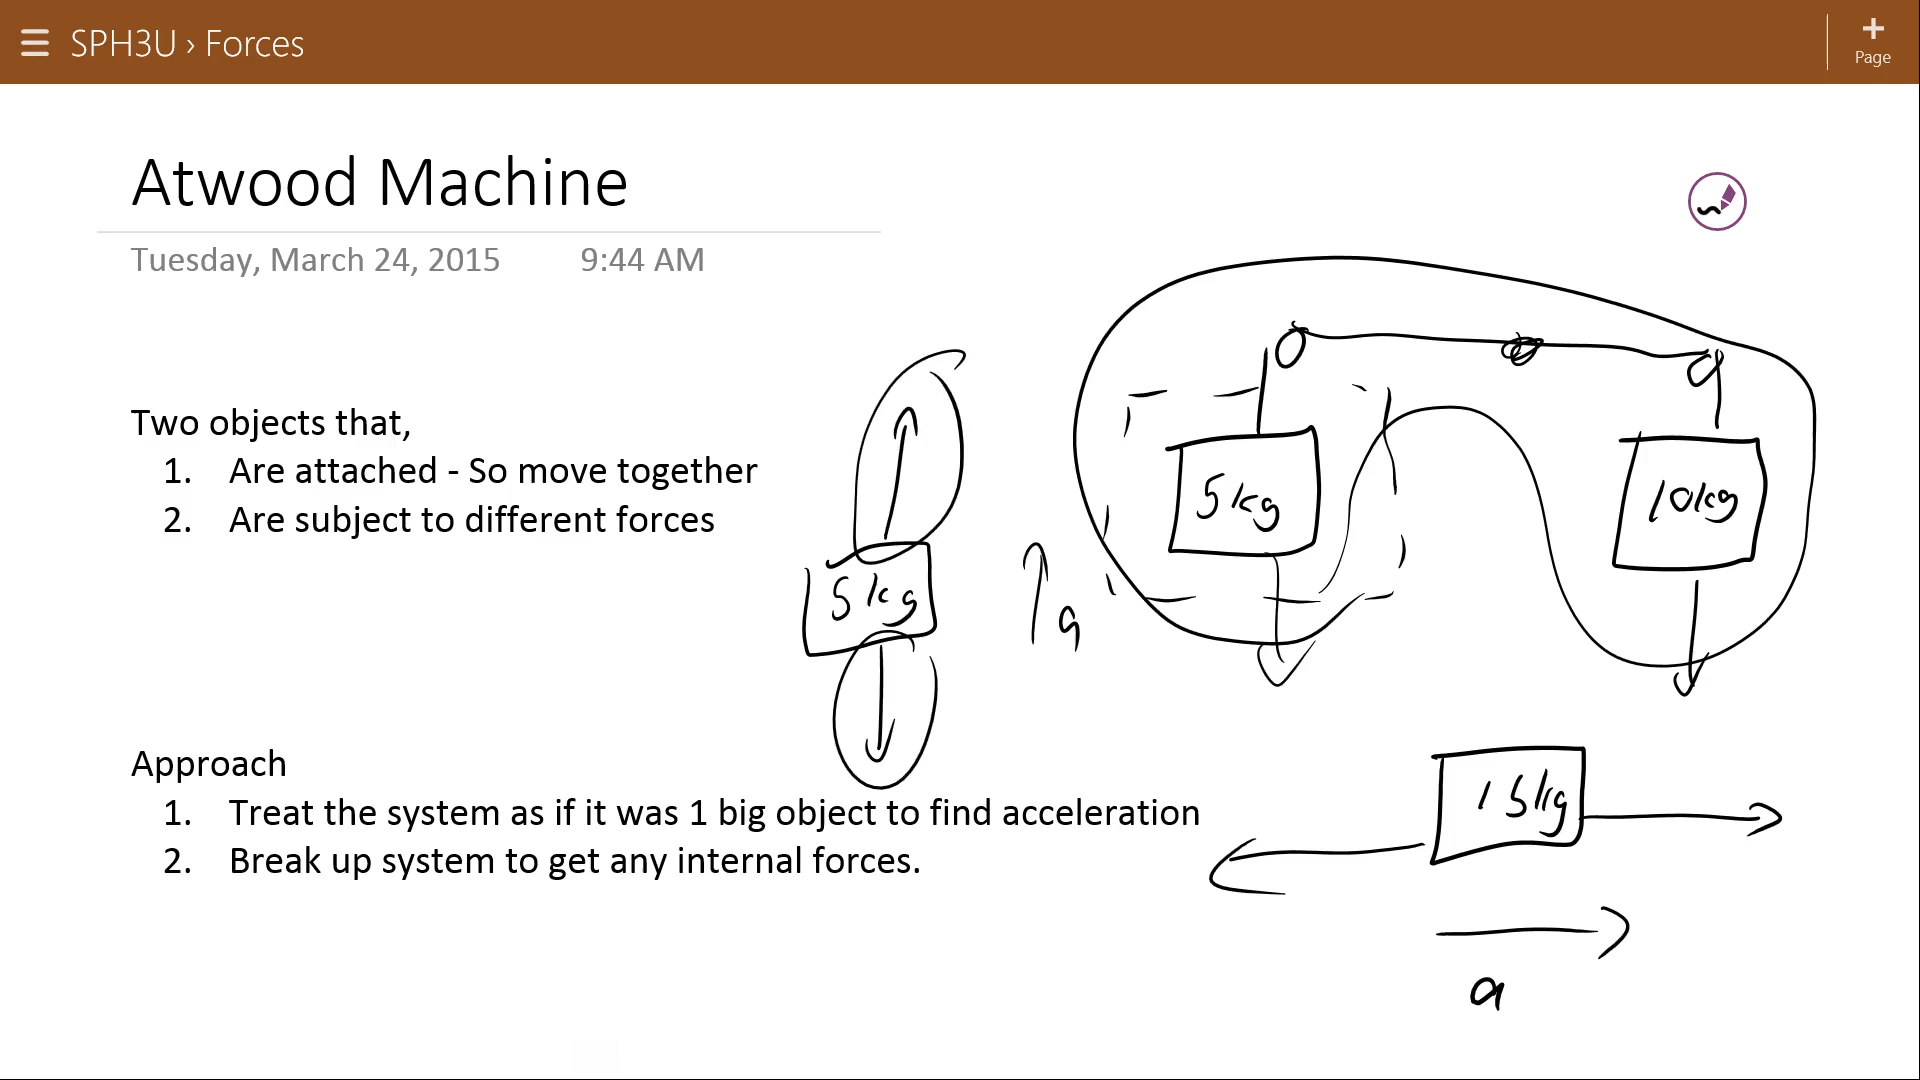 SPH3U › Forces
Page
Atwood Machine
Tuesday, March 24, 2015 9:44 AM
Two objects that,
1. Are attached - So move together
2. Are subject to different forces
5kg
a
5kg
10kg
Approach
1. Treat the system as if it was 1 big object to find acceleration
2. Break up system to get any internal forces.
15kg
a